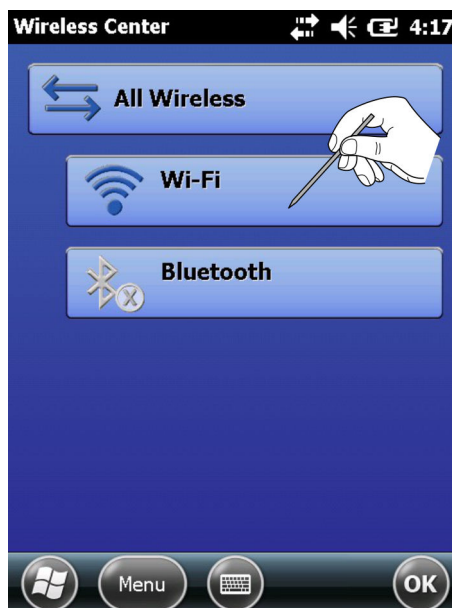 Wireless Center 4:17
All Wireless
Wi-Fi
Bluetooth
X
Menu OK